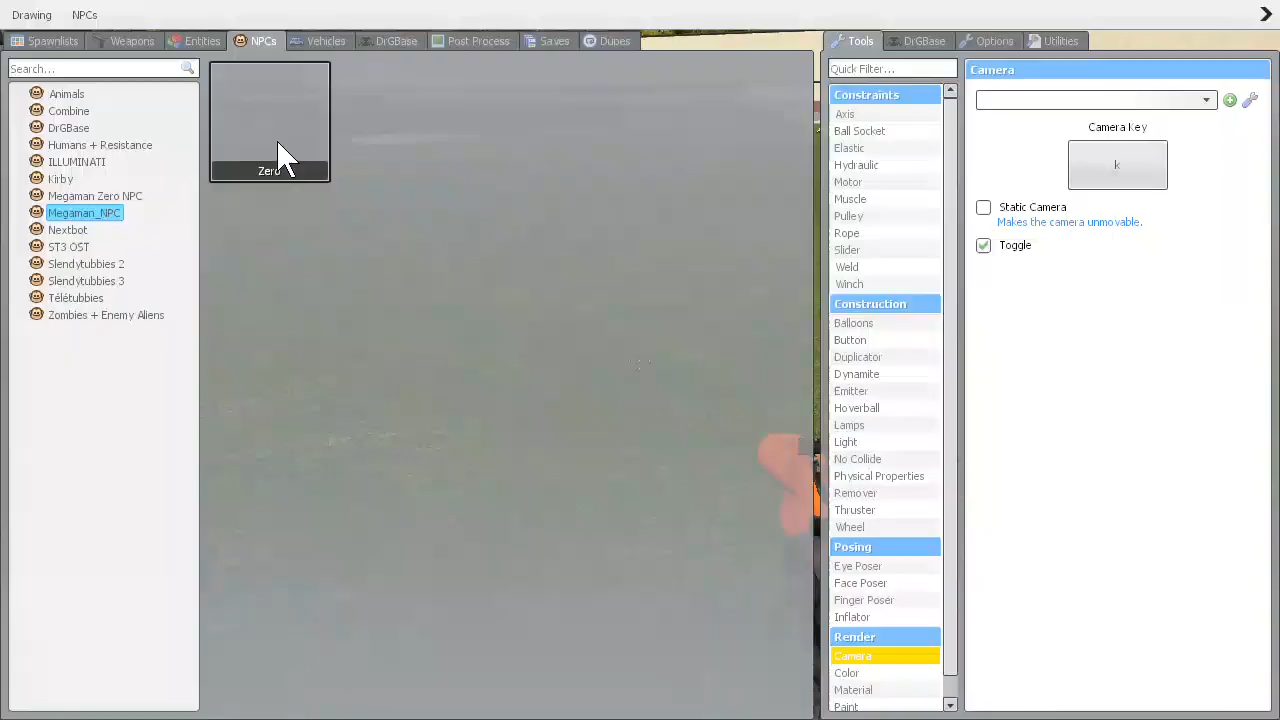 Drawing NPCs
Spawnlists Weapons Entities NPCs Vehicles DrGBase Post Process Saves Dupes
Search...
Animals
Combine
DrGBase
Humans + Resistance
ILLUMINATI
Kirby
Megaman Zero NPC
Megaman_NPC
Nextbot
ST3 OST
Slendytubbies 2
Slendytubbies 3
Télétubbies
Zombies + Enemy Aliens
Zero
Tools DrGBase Options Utilities
Quick Filter...
Constraints
Axis
Ball Socket
Elastic
Hydraulic
Motor
Muscle
Pulley
Rope
Slider
Weld
Winch
Construction
Balloons
Button
Duplicator
Dynamite
Emitter
Hoverball
Lamps
Light
No Collide
Physical Properties
Remover
Thruster
Wheel
Posing
Eye Poser
Face Poser
Finger Poser
Inflator
Render
Camera
Color
Material
Paint
Camera
Camera Key
k
Static Camera
Makes the camera unmovable.
Toggle